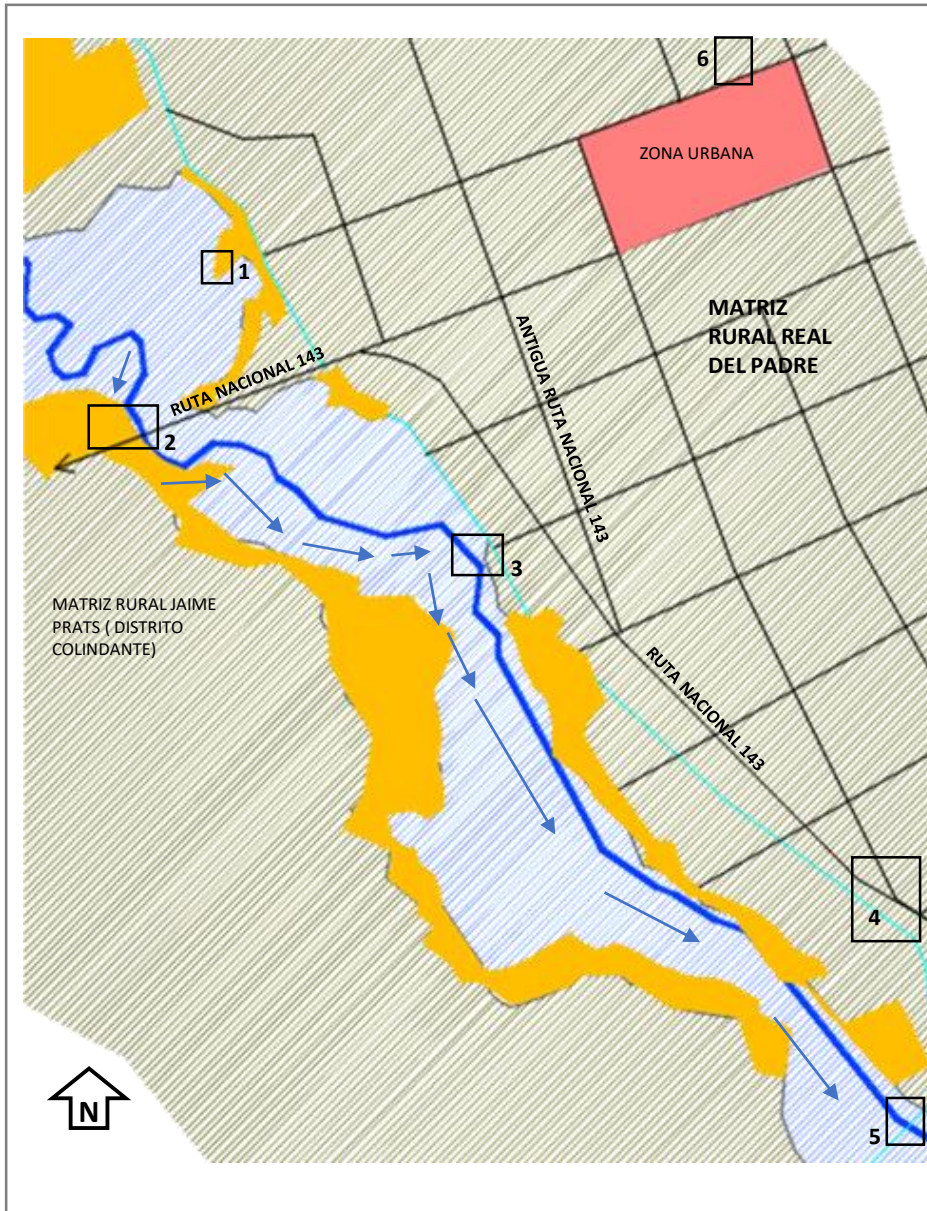 6
ZONA URBANA
1
MATRIZ
RURAL REAL
DEL PADRE
ANTIGUA RUTA NACIONAL 143
RUTA NACIONAL 143
2
3
MATRIZ RURAL JAIME
PRATS ( DISTRITO
COLINDANTE)
RUTA NACIONAL 143
4
N
5